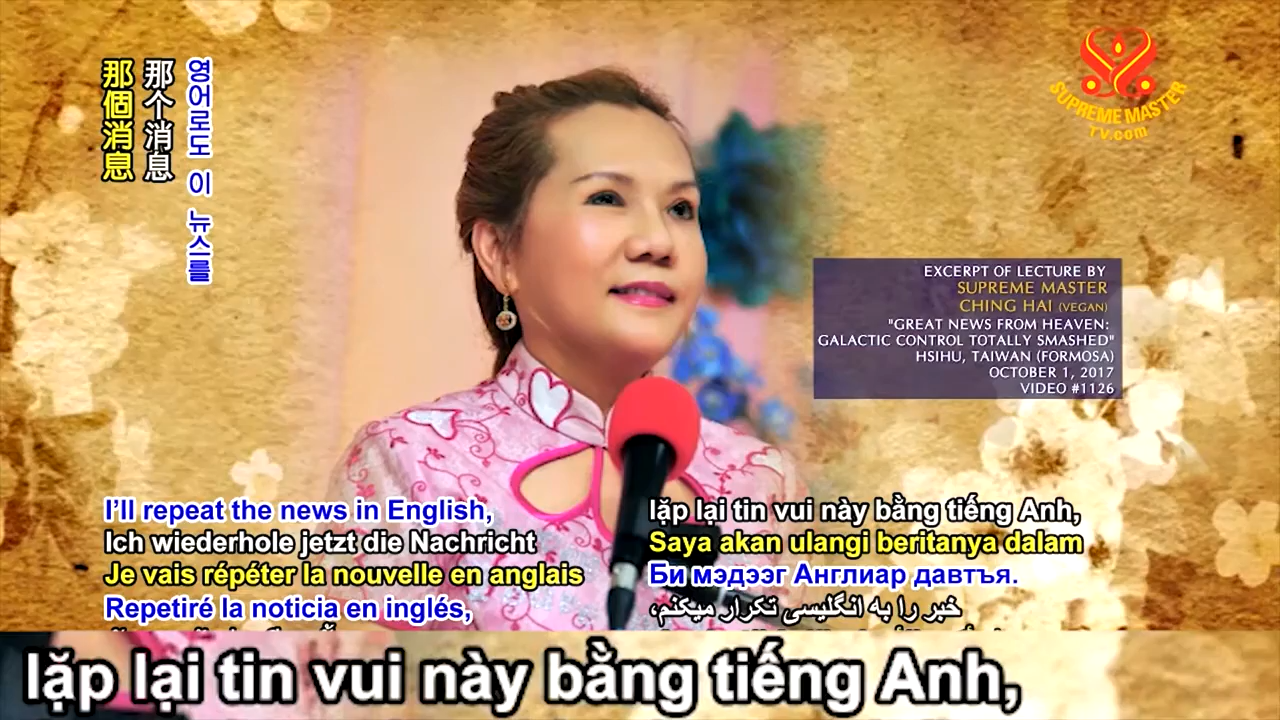 那個消息
那个消息
영어로도 이 뉴스를
SUPREME MASTER
TV.com
EXCERPT OF LECTURE BY
SUPREME MASTER
CHING HAI (VEGAN)
"GREAT NEWS FROM HEAVEN:
GALACTIC CONTROL TOTALLY SMASHED"
HSIHU, TAIWAN (FORMOSA)
OCTOBER 1, 2017
VIDEO #1126
I'll repeat the news in English,
Ich wiederhole jetzt die Nachricht
Je vais répéter la nouvelle en anglais
Repetiré la noticia en inglés,
lặp lại tin vui này bằng tiếng Anh,
Saya akan ulangi beritanya dalam
Би мэдээг Англиар давтъя.
خبر را به انگلیسی تکرار میکنم،
lặp lại tin vui này bằng tiếng Anh,